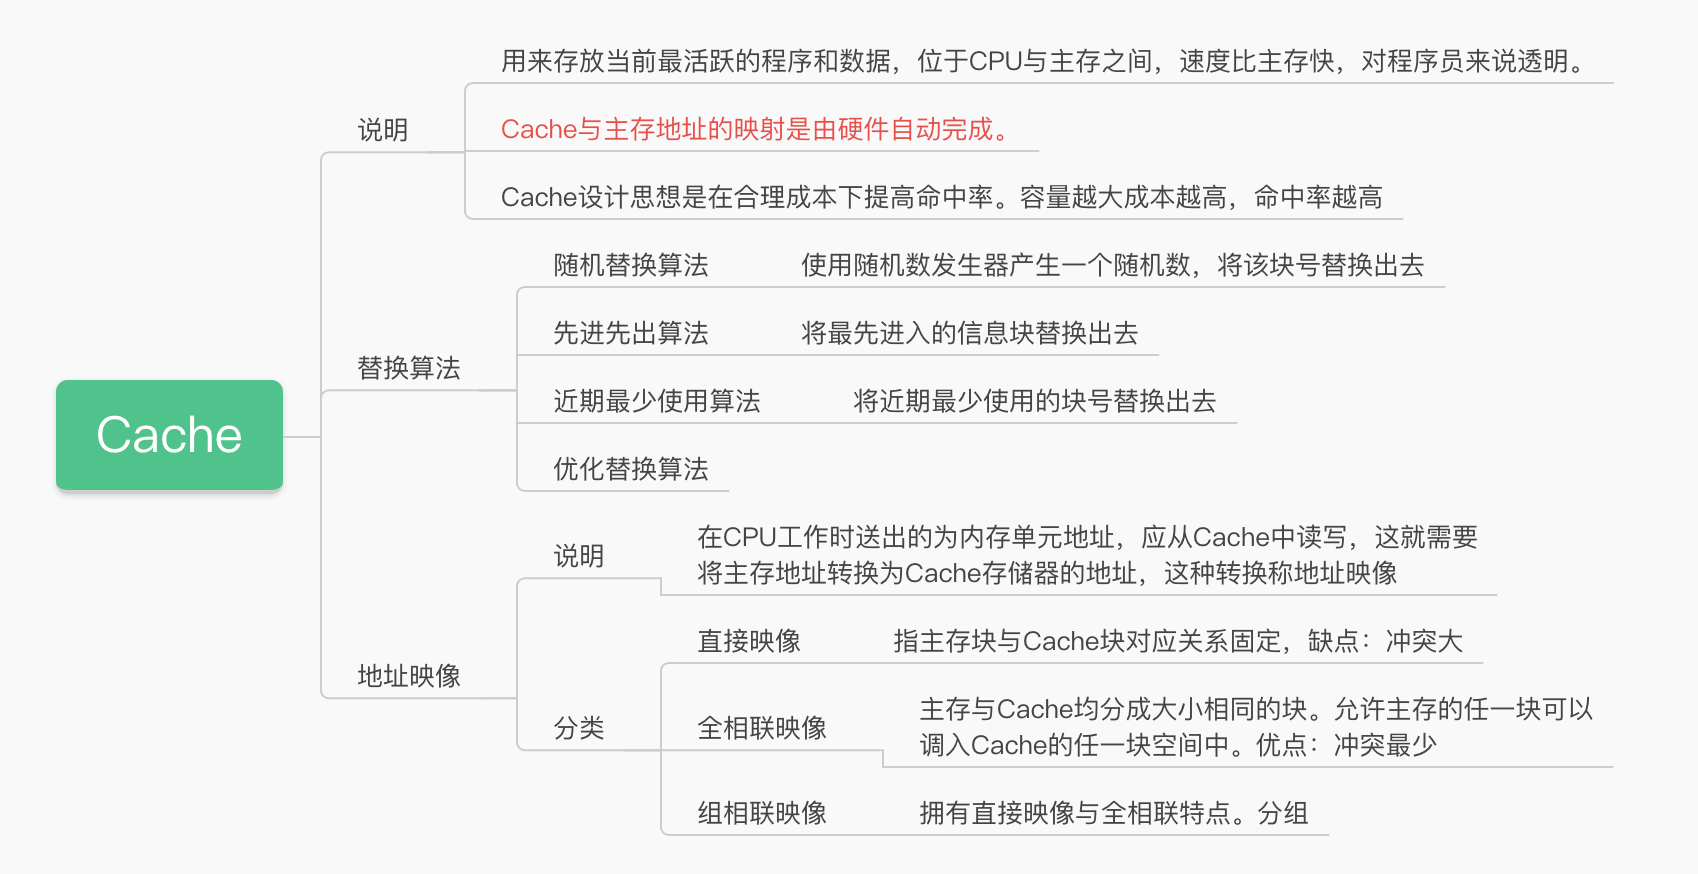 用来存放当前最活跃的程序和数据，位于CPU与主存之间，速度比主存快，对程序员来说透明。
说明
Cache与主存地址的映射是由硬件自动完成。
Cache设计思想是在合理成本下提高命中率。容量越大成本越高，命中率越高
随机替换算法
使用随机数发生器产生一个随机数，将该块号替换出去
先进先出算法
将最先进入的信息块替换出去
替换算法
近期最少使用算法
将近期最少使用的块号替换出去
Cache
优化替换算法
说明
在CPU工作时送出的为内存单元地址，应从Cache中读写，这就需要
将主存地址转换为Cache存储器的地址，这种转换称地址映像
直接映像
指主存块与Cache块对应关系固定，缺点：冲突大
地址映像
分类
全相联映像
主存与Cache均分成大小相同的块。允许主存的任一块可以
调入Cache的任一块空间中。优点：冲突最少
组相联映像
拥有直接映像与全相联特点。分组